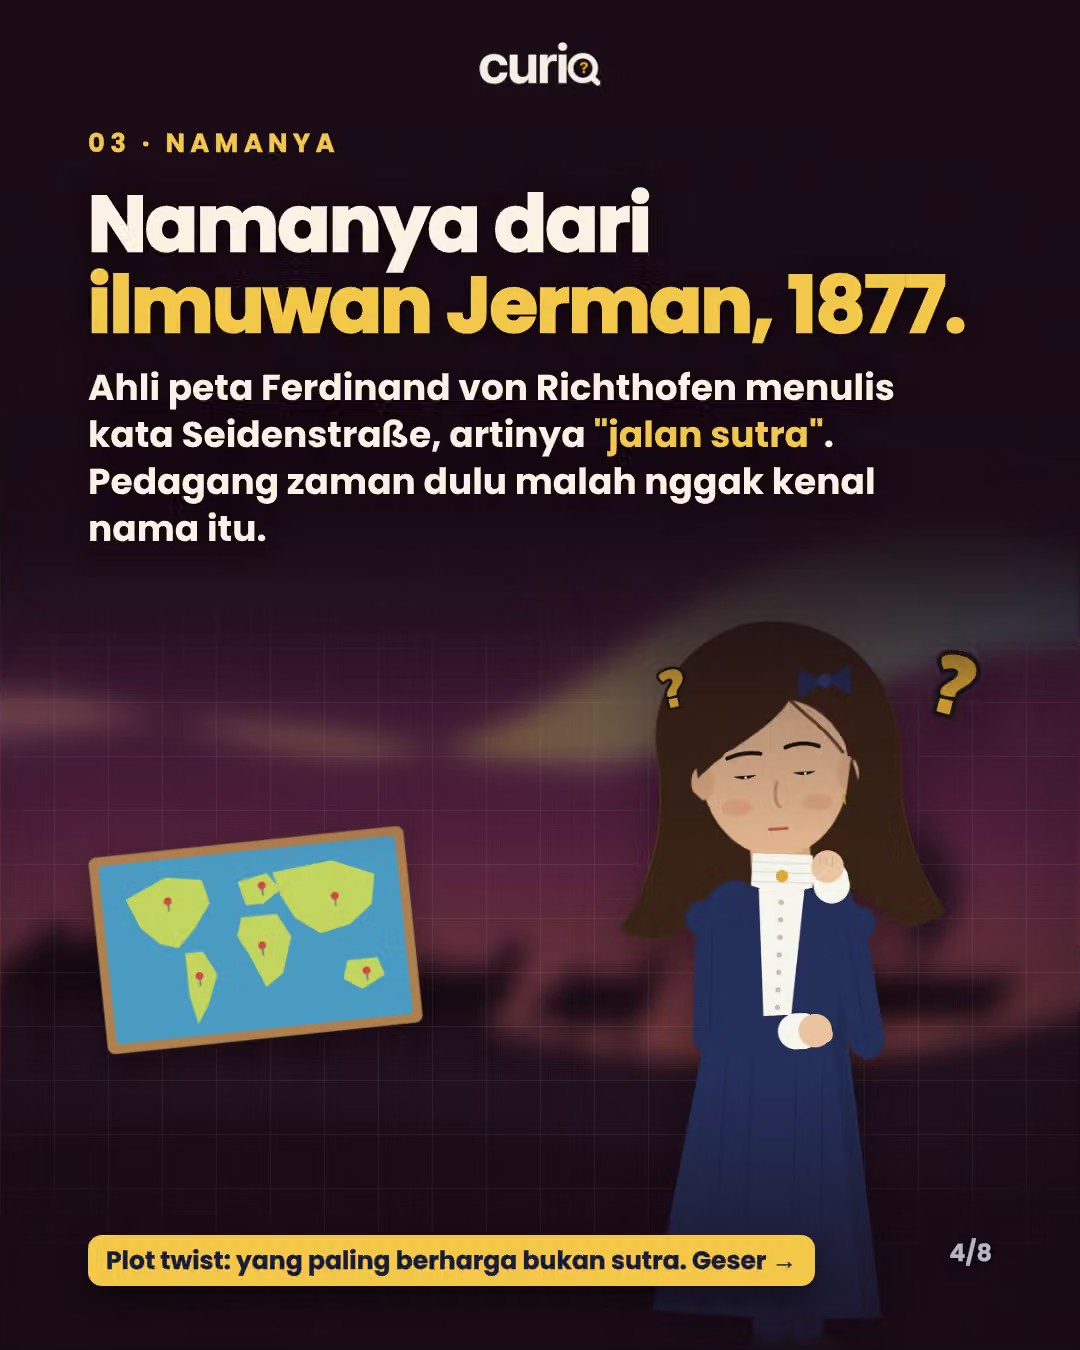 curiQ
03 · NAMANYA
Namanya dari
ilmuwan Jerman, 1877.
Ahli peta Ferdinand von Richthofen menulis
kata Seidenstraße, artinya "jalan sutra".
Pedagang zaman dulu malah nggak kenal
nama itu.
?
?
Plot twist: yang paling berharga bukan sutra. Geser →
4/8